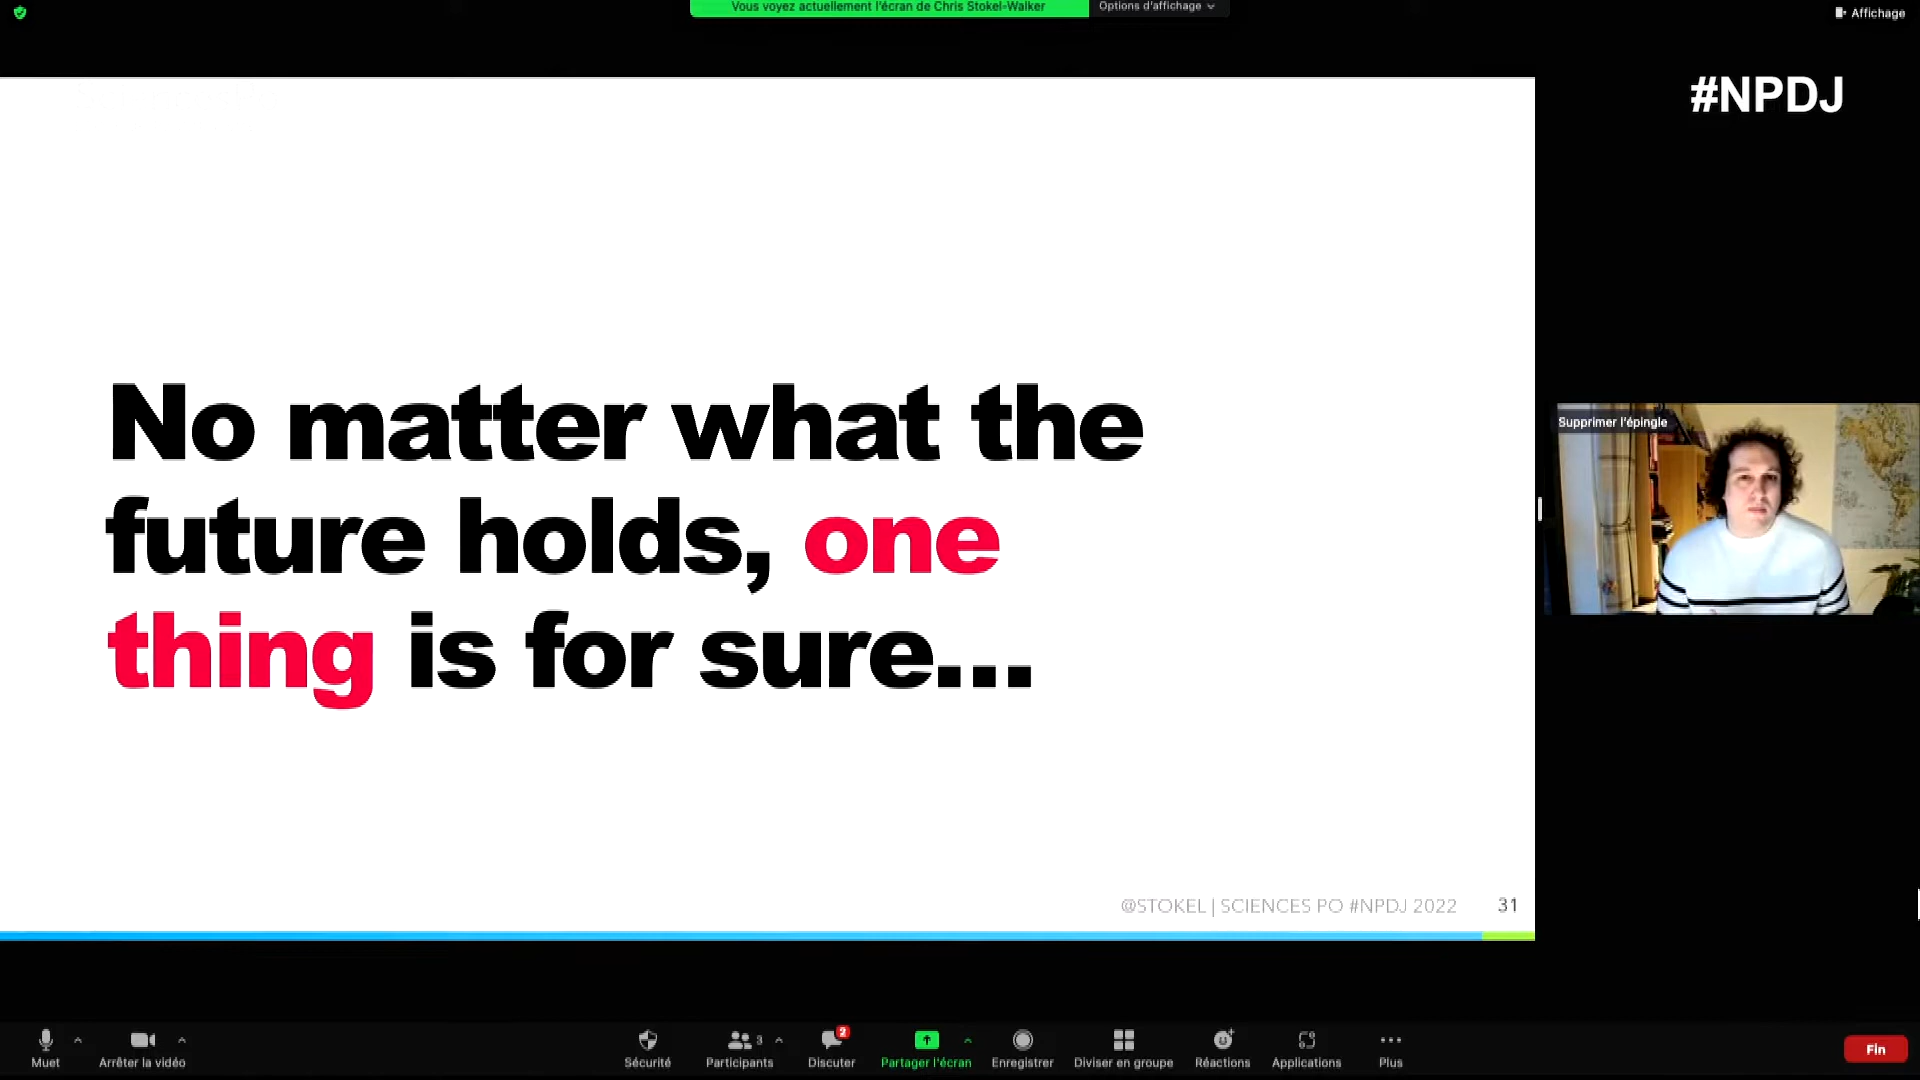 Vous voyez actuellement l'écran de Chris Stokel-Walker
Options d'affichage
Affichage
#NPDJ
No matter what the
future holds, one
thing is for sure...
Supprimer l'épingle
@STOKEL | SCIENCES PO #NPDJ 2022
31
Muet
Arrêter la vidéo
Sécurité
Participants
3
Discuter
2
Partager l'écran
Enregistrer
Diviser en groupe
Réactions
Applications
Plus
Fin